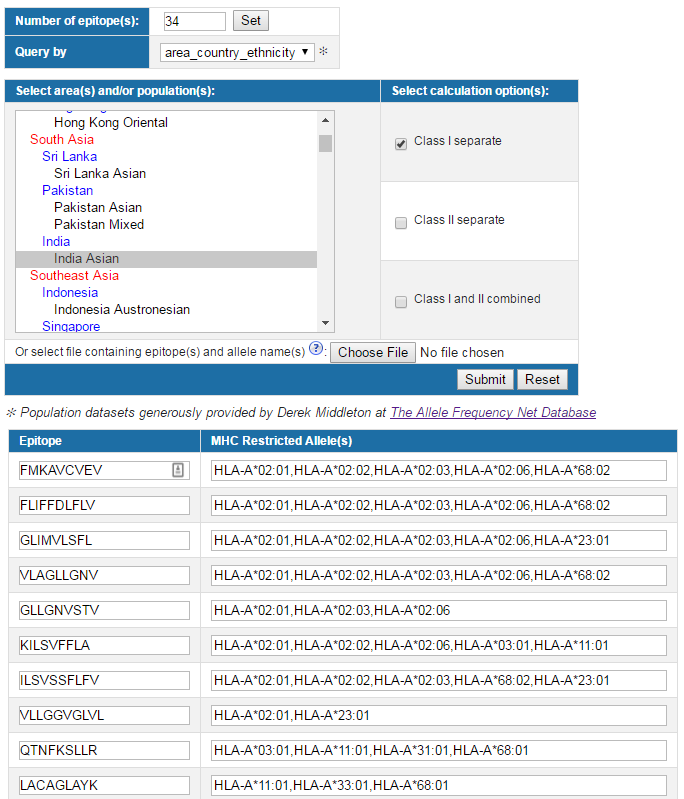 Number of epitope(s): 34 Set
Query by area_country_ethnicity ▼ *
Select area(s) and/or population(s): Select calculation option(s):
Hong Kong Oriental
South Asia
Sri Lanka
Sri Lanka Asian
Pakistan
Pakistan Asian
Pakistan Mixed
India
India Asian
Southeast Asia
Indonesia
Indonesia Austronesian
Singapore
Class I separate
Class II separate
Class I and II combined
Or select file containing epitope(s) and allele name(s) ?: Choose File No file chosen
Submit Reset
* Population datasets generously provided by Derek Middleton at The Allele Frequency Net Database
Epitope MHC Restricted Allele(s)
FMKAVCVEV HLA-A*02:01,HLA-A*02:02,HLA-A*02:03,HLA-A*02:06,HLA-A*68:02
FLIFFDLFLV HLA-A*02:01,HLA-A*02:02,HLA-A*02:03,HLA-A*02:06,HLA-A*68:02
GLIMVLSFL HLA-A*02:01,HLA-A*02:02,HLA-A*02:03,HLA-A*02:06,HLA-A*23:01
VLAGLLGNV HLA-A*02:01,HLA-A*02:02,HLA-A*02:03,HLA-A*02:06,HLA-A*68:02
GLLGNVSTV HLA-A*02:01,HLA-A*02:03,HLA-A*02:06
KILSVFFLA HLA-A*02:01,HLA-A*02:02,HLA-A*02:06,HLA-A*03:01,HLA-A*11:01
ILSVSSFLFV HLA-A*02:01,HLA-A*02:02,HLA-A*02:03,HLA-A*68:02,HLA-A*23:01
VLLGGVGLVL HLA-A*02:01,HLA-A*23:01
QTNFKSLLR HLA-A*03:01,HLA-A*11:01,HLA-A*31:01,HLA-A*68:01
LACAGLAYK HLA-A*11:01,HLA-A*33:01,HLA-A*68:01